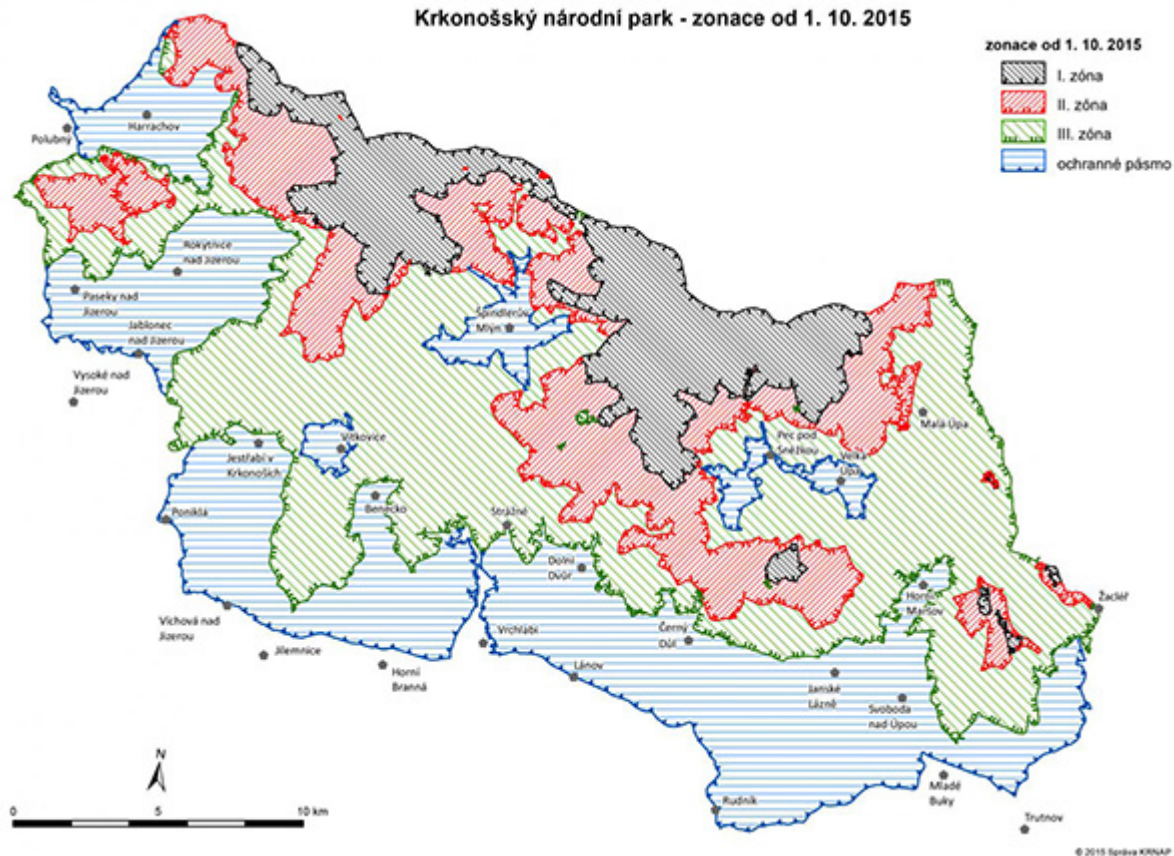 Krkonošský národní park - zonace od 1. 10. 2015
zonace od 1. 10. 2015
I. zóna
II. zóna
III. zóna
ochranné pásmo
Harrachov
Polubný
Rokytnice
nad Jizerou
Paseky nad
Jizerou
Jablonec
nad Jizerou
Vysoké nad
Jizerou
Špindlerův
Mlýn
Malá Úpa
Pec pod
Sněžkou
Velká
Úpa
Vítkovice
Jestřabí v
Krkonoších
Benecko
Strážné
Poniklá
Dolní
Dvůr
Horní
Maršov
Žacléř
Víchová nad
Jizerou
Jilemnice
Horní
Branná
Vrchlabí
Černý
Důl
Lánov
Janské
Lázně
Svoboda
nad Úpou
Mladé
Buky
Rudník
Trutnov
N
0 5 10 km
© 2015 Správa KRNAP